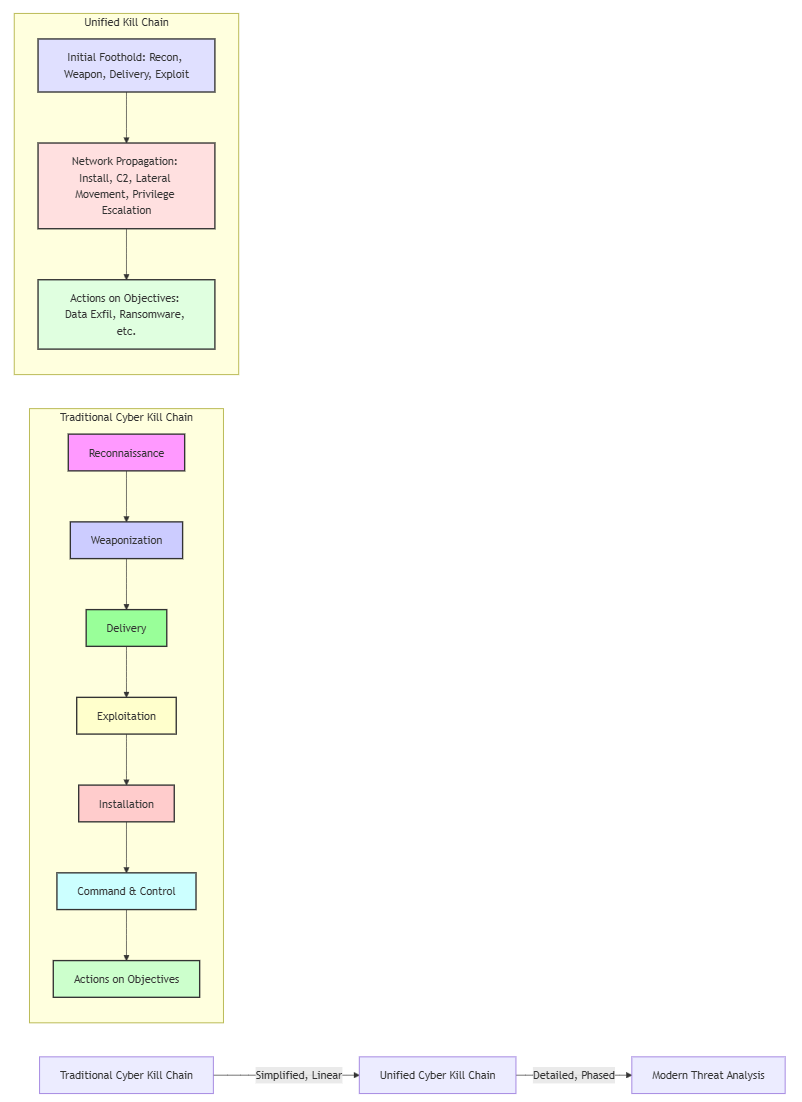 Unified Kill Chain
Initial Foothold: Recon,
Weapon, Delivery, Exploit
Network Propagation:
Install, C2, Lateral
Movement, Privilege
Escalation
Actions on Objectives:
Data Exfil, Ransomware,
etc.
Traditional Cyber Kill Chain
Reconnaissance
Weaponization
Delivery
Exploitation
Installation
Command & Control
Actions on Objectives
Traditional Cyber Kill Chain
Simplified, Linear
Unified Cyber Kill Chain
Detailed, Phased
Modern Threat Analysis